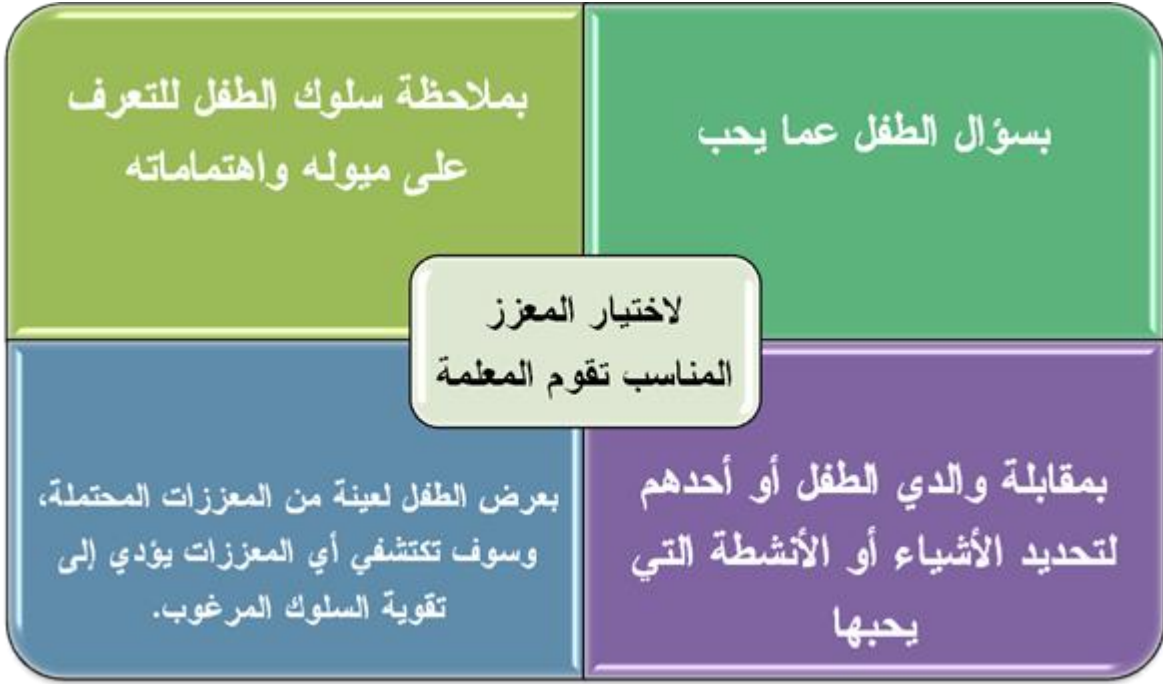 بسؤال الطفل عما يحب
بملاحظة سلوك الطفل للتعرف
على ميوله واهتماماته
لاختيار المعزز
المناسب تقوم المعلمة
بمقابلة والدي الطفل أو أحدهم
لتحديد الأشياء أو الأنشطة التي
يحبها
بعرض الطفل لعينة من المعززات المحتملة،
وسوف تكتشفي أي المعززات يؤدي إلى
تقوية السلوك المرغوب.